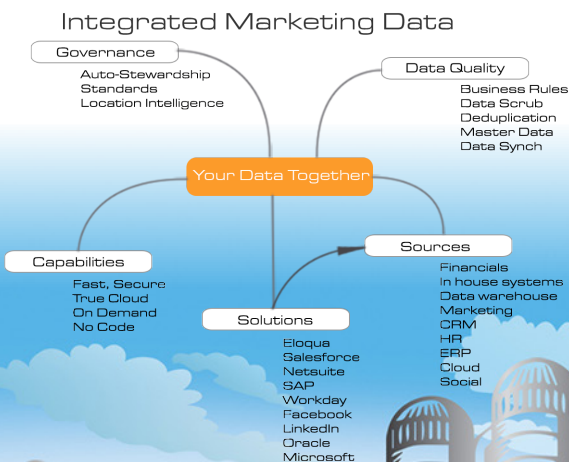 Integrated Marketing Data
Governance
Auto-Stewardship
Standards
Location Intelligence
Data Quality
Business Rules
Data Scrub
Deduplication
Master Data
Data Synch
Your Data Together
Capabilities
Fast, Secure
True Cloud
On Demand
No Code
Solutions
Eloqua
Salesforce
Netsuite
SAP
Workday
Facebook
LinkedIn
Oracle
Microsoft
Sources
Financials
In house systems
Data warehouse
Marketing
CRM
HR
ERP
Cloud
Social